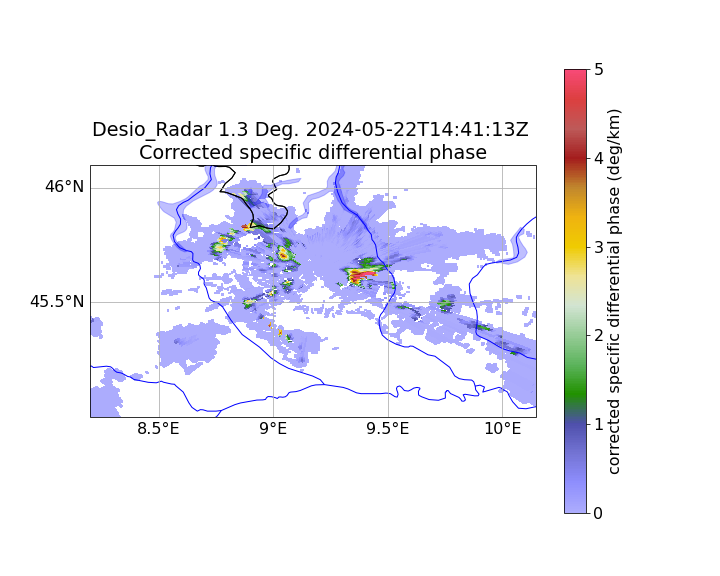 Desio_Radar 1.3 Deg. 2024-05-22T14:41:13Z
Corrected specific differential phase
46°N
45.5°N
8.5°E
9°E
9.5°E
10°E
5
4
3
2
1
0
corrected specific differential phase (deg/km)